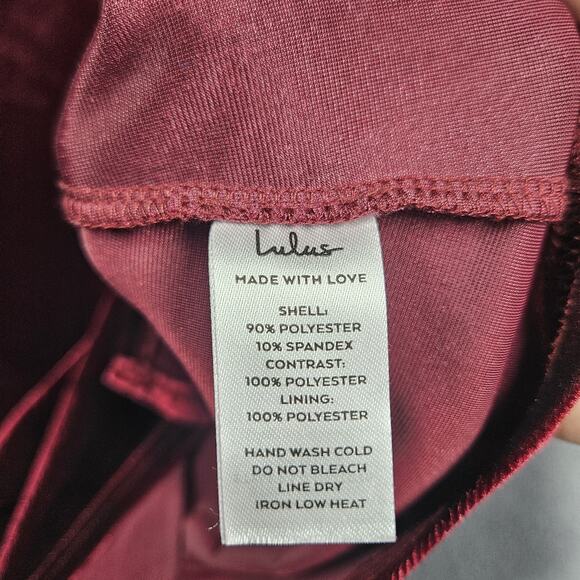 Lulus
MADE WITH LOVE
SHELL:
90% POLYESTER
10% SPANDEX
CONTRAST:
100% POLYESTER
LINING:
100% POLYESTER
HAND WASH COLD
DO NOT BLEACH
LINE DRY
IRON LOW HEAT